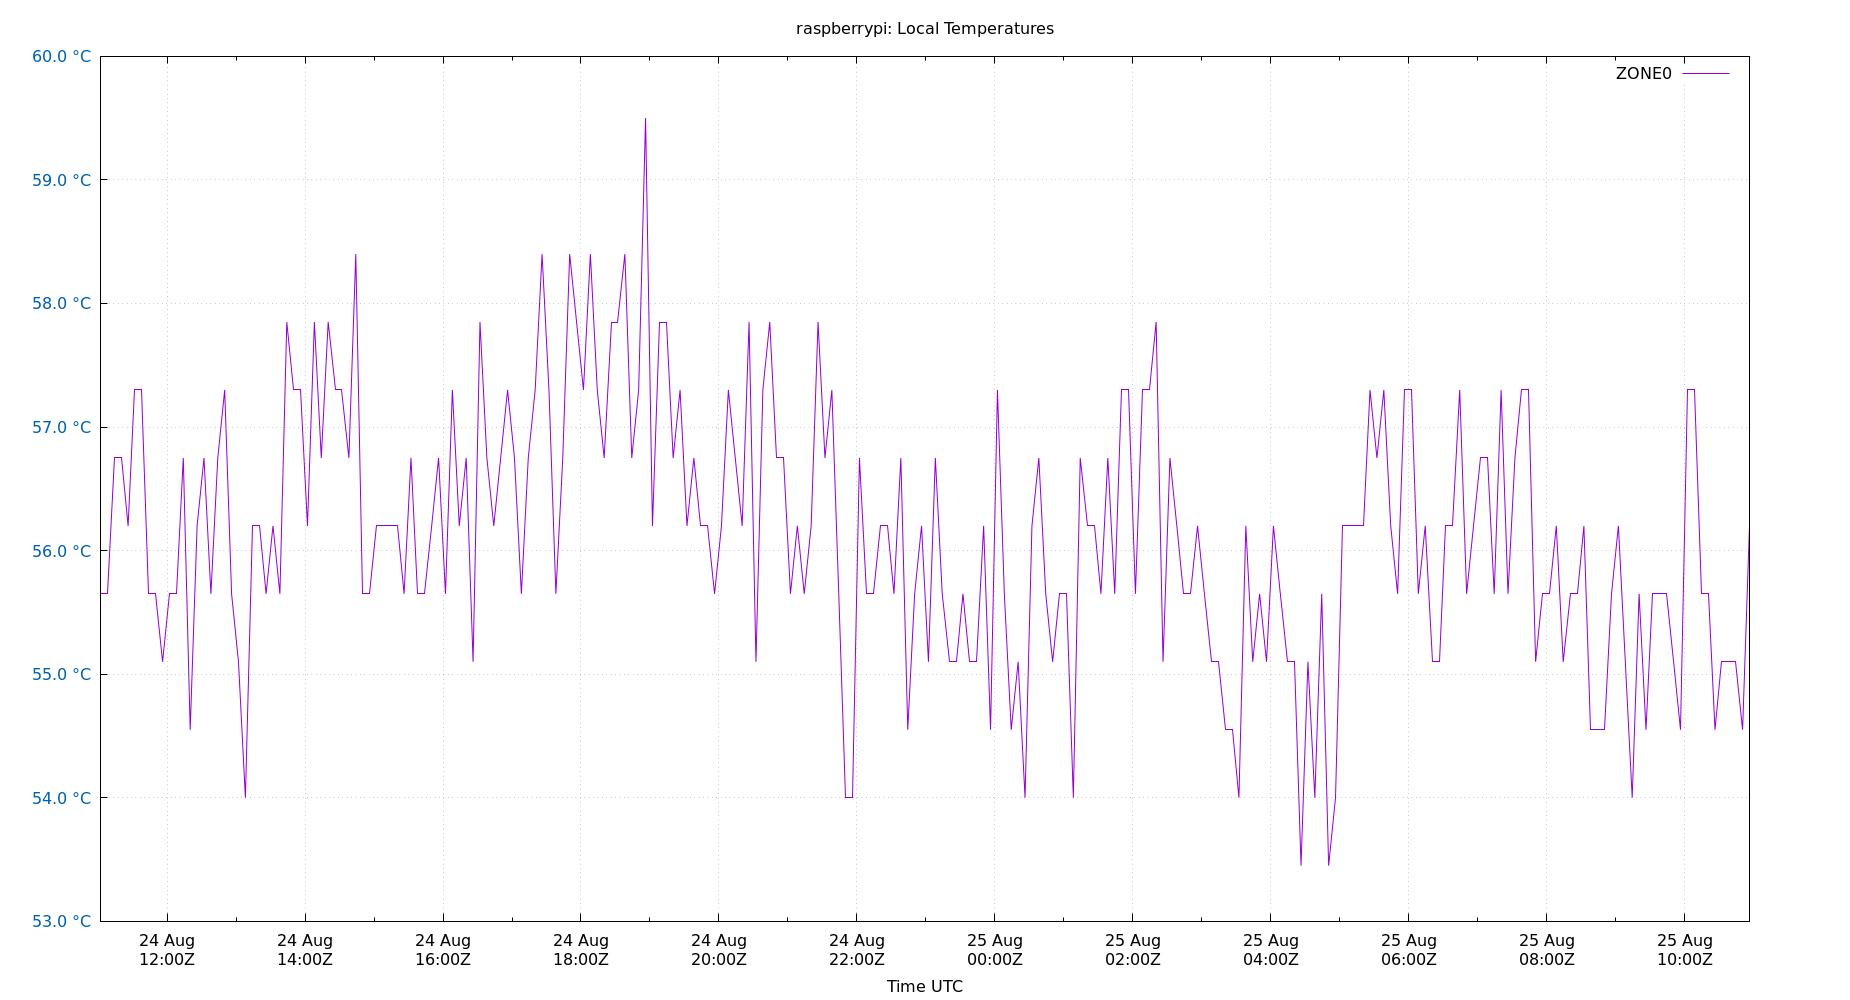 raspberrypi: Local Temperatures
60.0 °C
59.0 °C
58.0 °C
57.0 °C
56.0 °C
55.0 °C
54.0 °C
53.0 °C
ZONE0
24 Aug 24 Aug 24 Aug 24 Aug 24 Aug 24 Aug 25 Aug 25 Aug 25 Aug 25 Aug 25 Aug 25 Aug
12:00Z 14:00Z 16:00Z 18:00Z 20:00Z 22:00Z 00:00Z 02:00Z 04:00Z 06:00Z 08:00Z 10:00Z
Time UTC